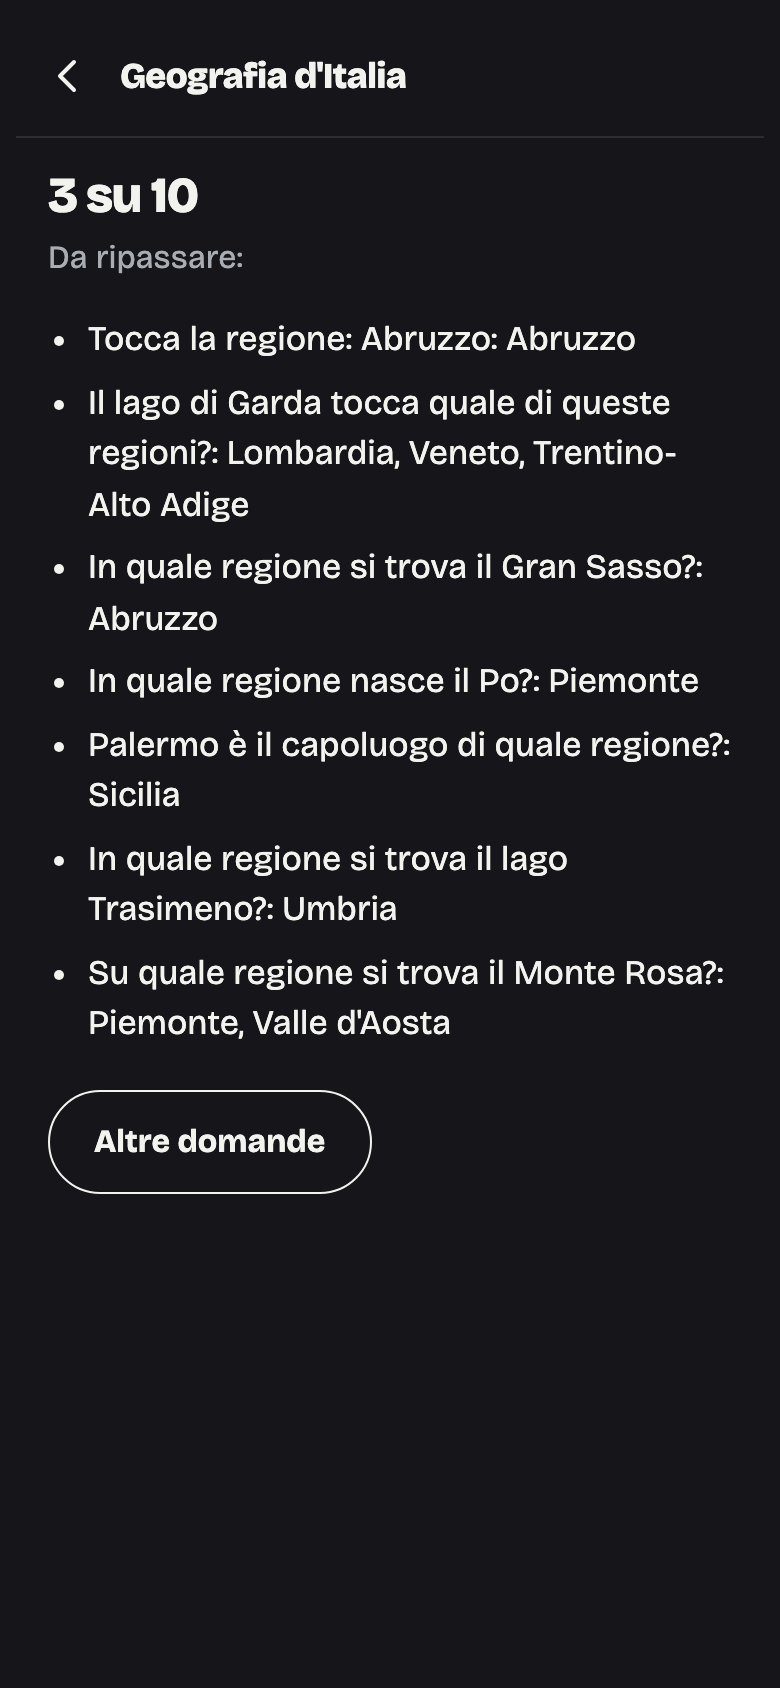 Geografia d'Italia
3 su 10
Da ripassare:
• Tocca la regione: Abruzzo: Abruzzo
• Il lago di Garda tocca quale di queste
regioni?: Lombardia, Veneto, Trentino-
Alto Adige
• In quale regione si trova il Gran Sasso?:
Abruzzo
• In quale regione nasce il Po?: Piemonte
• Palermo è il capoluogo di quale regione?:
Sicilia
• In quale regione si trova il lago
Trasimeno?: Umbria
• Su quale regione si trova il Monte Rosa?:
Piemonte, Valle d'Aosta
Altre domande